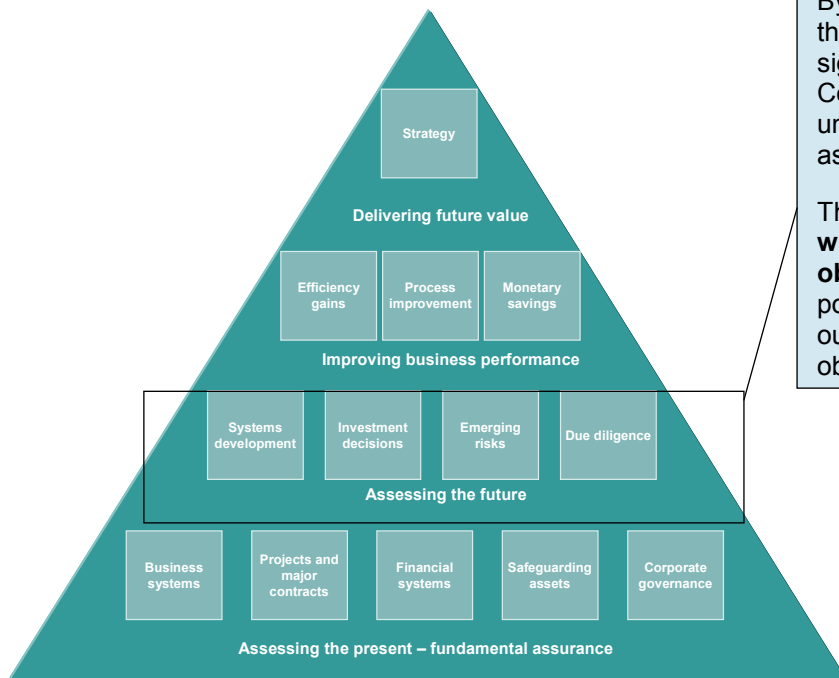 Strategy
Delivering future value
Efficiency
gains
Process
improvement
Monetary
savings
Improving business performance
Systems
development
Investment
decisions
Emerging
risks
Due diligence
Assessing the future
Business
systems
Projects and
major
contracts
Financial
systems
Safeguarding
assets
Corporate
governance
Assessing the present – fundamental assurance
By